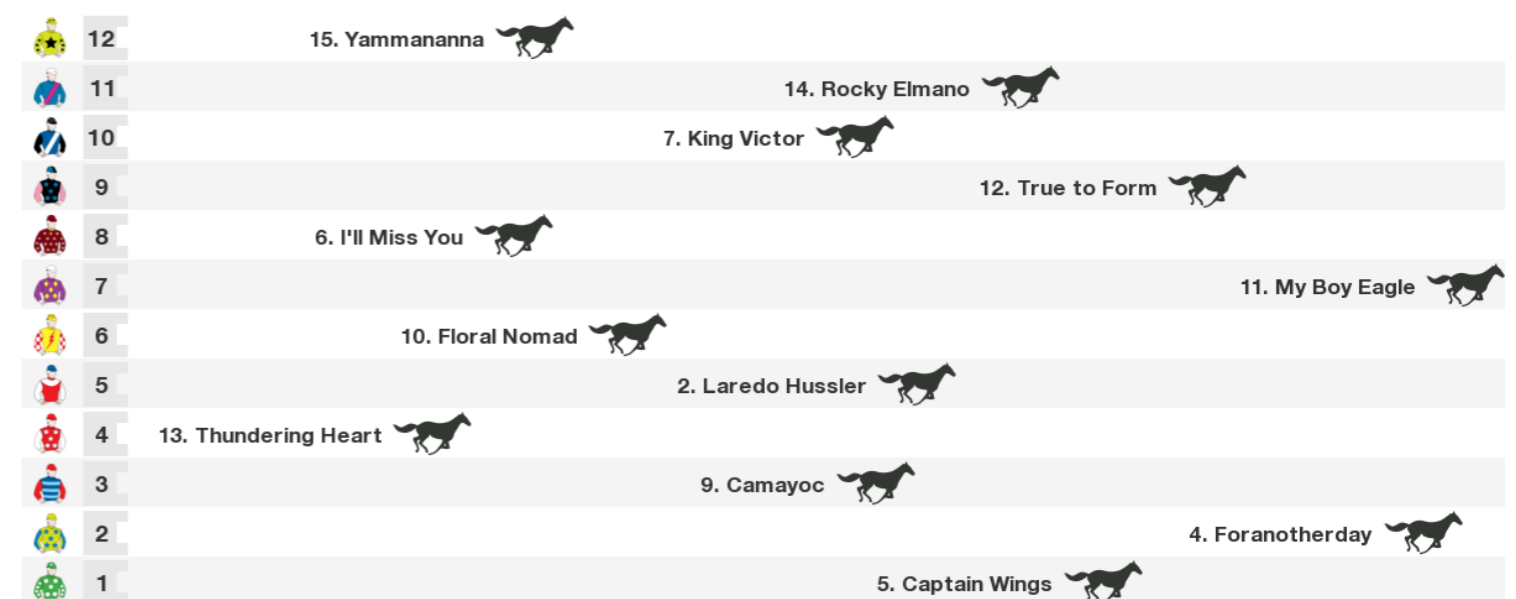 12 15. Yammananna
11 14. Rocky Elmano
10 7. King Victor
9 12. True to Form
8 6. I'll Miss You
7 11. My Boy Eagle
6 10. Floral Nomad
5 2. Laredo Hussler
4 13. Thundering Heart
3 9. Camayoc
2 4. Foranotherday
1 5. Captain Wings